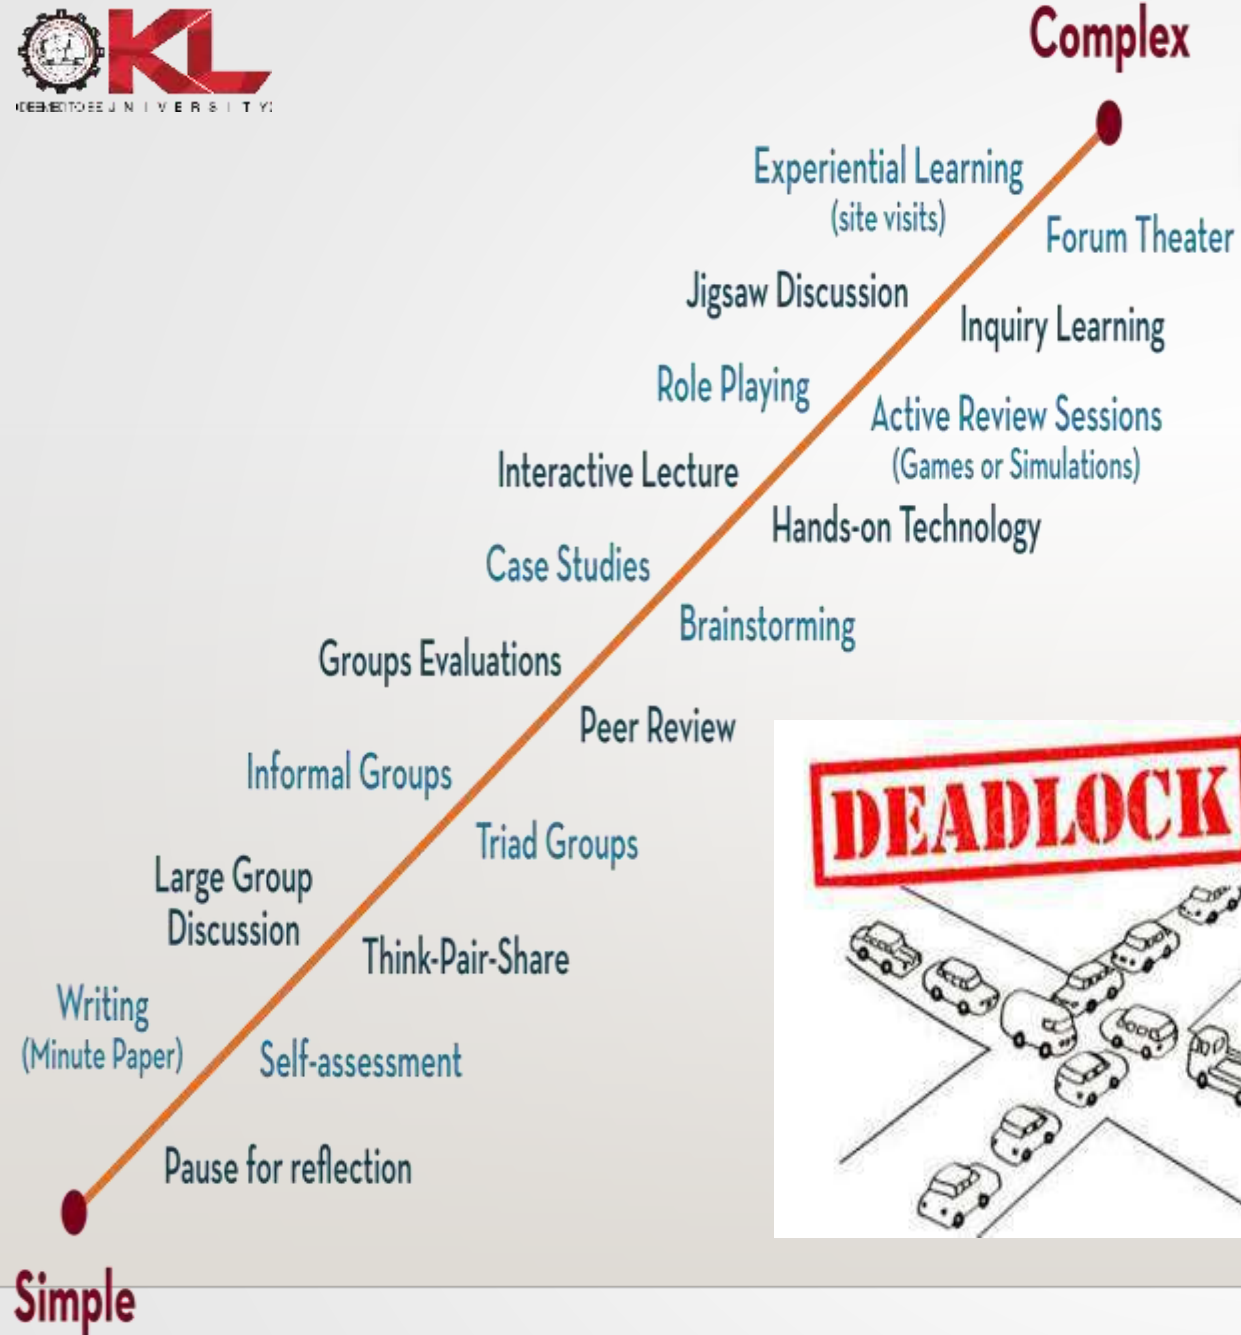 KL
UNIVERSITY
Complex
Experiential Learning
(site visits)
Forum Theater
Jigsaw Discussion
Inquiry Learning
Role Playing
Active Review Sessions
(Games or Simulations)
Interactive Lecture
Hands-on Technology
Case Studies
Brainstorming
Groups Evaluations
Peer Review
Informal Groups
DEADLOCK
Triad Groups
Large Group
Discussion
Think-Pair-Share
Writing
(Minute Paper)
Self-assessment
Pause for reflection
Simple